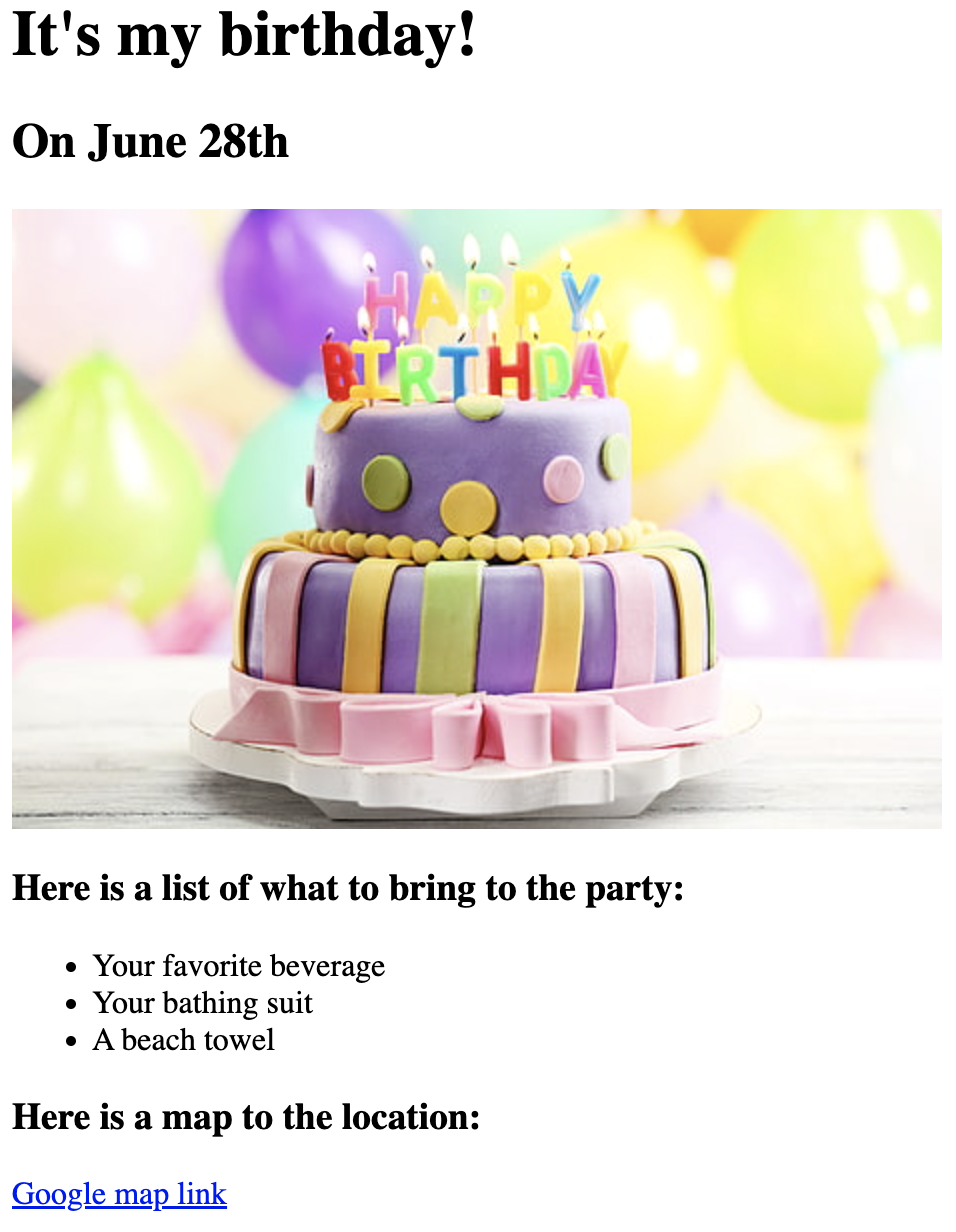 It's my birthday!
On June 28th
HAPPY
BIRTHDAY
Here is a list of what to bring to the party:
• Your favorite beverage
• Your bathing suit
• A beach towel
Here is a map to the location:
Google map link